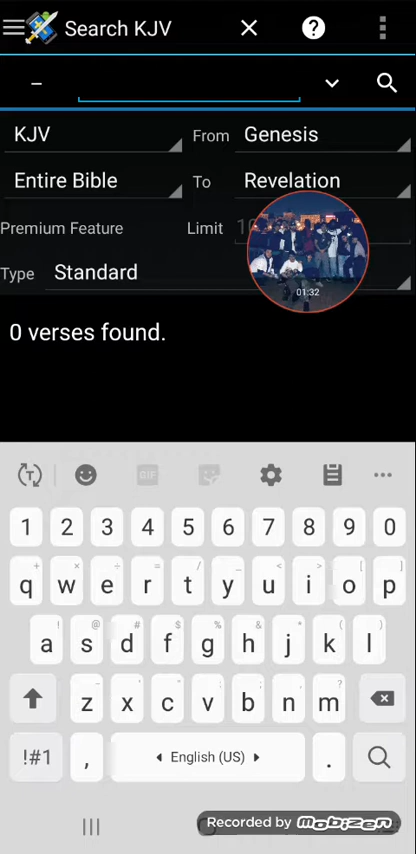 Search KJV
?
–
KJV From Genesis
Entire Bible To Revelation
Premium Feature Limit
Type Standard
01:32
0 verses found.
T GIF
1 2 3 4 5 6 7 8 9 0
q w e r t y u i o p
a s d f g h j k l
z x c v b n m
!#1 , English (US) .
Recorded by MOBIZEN